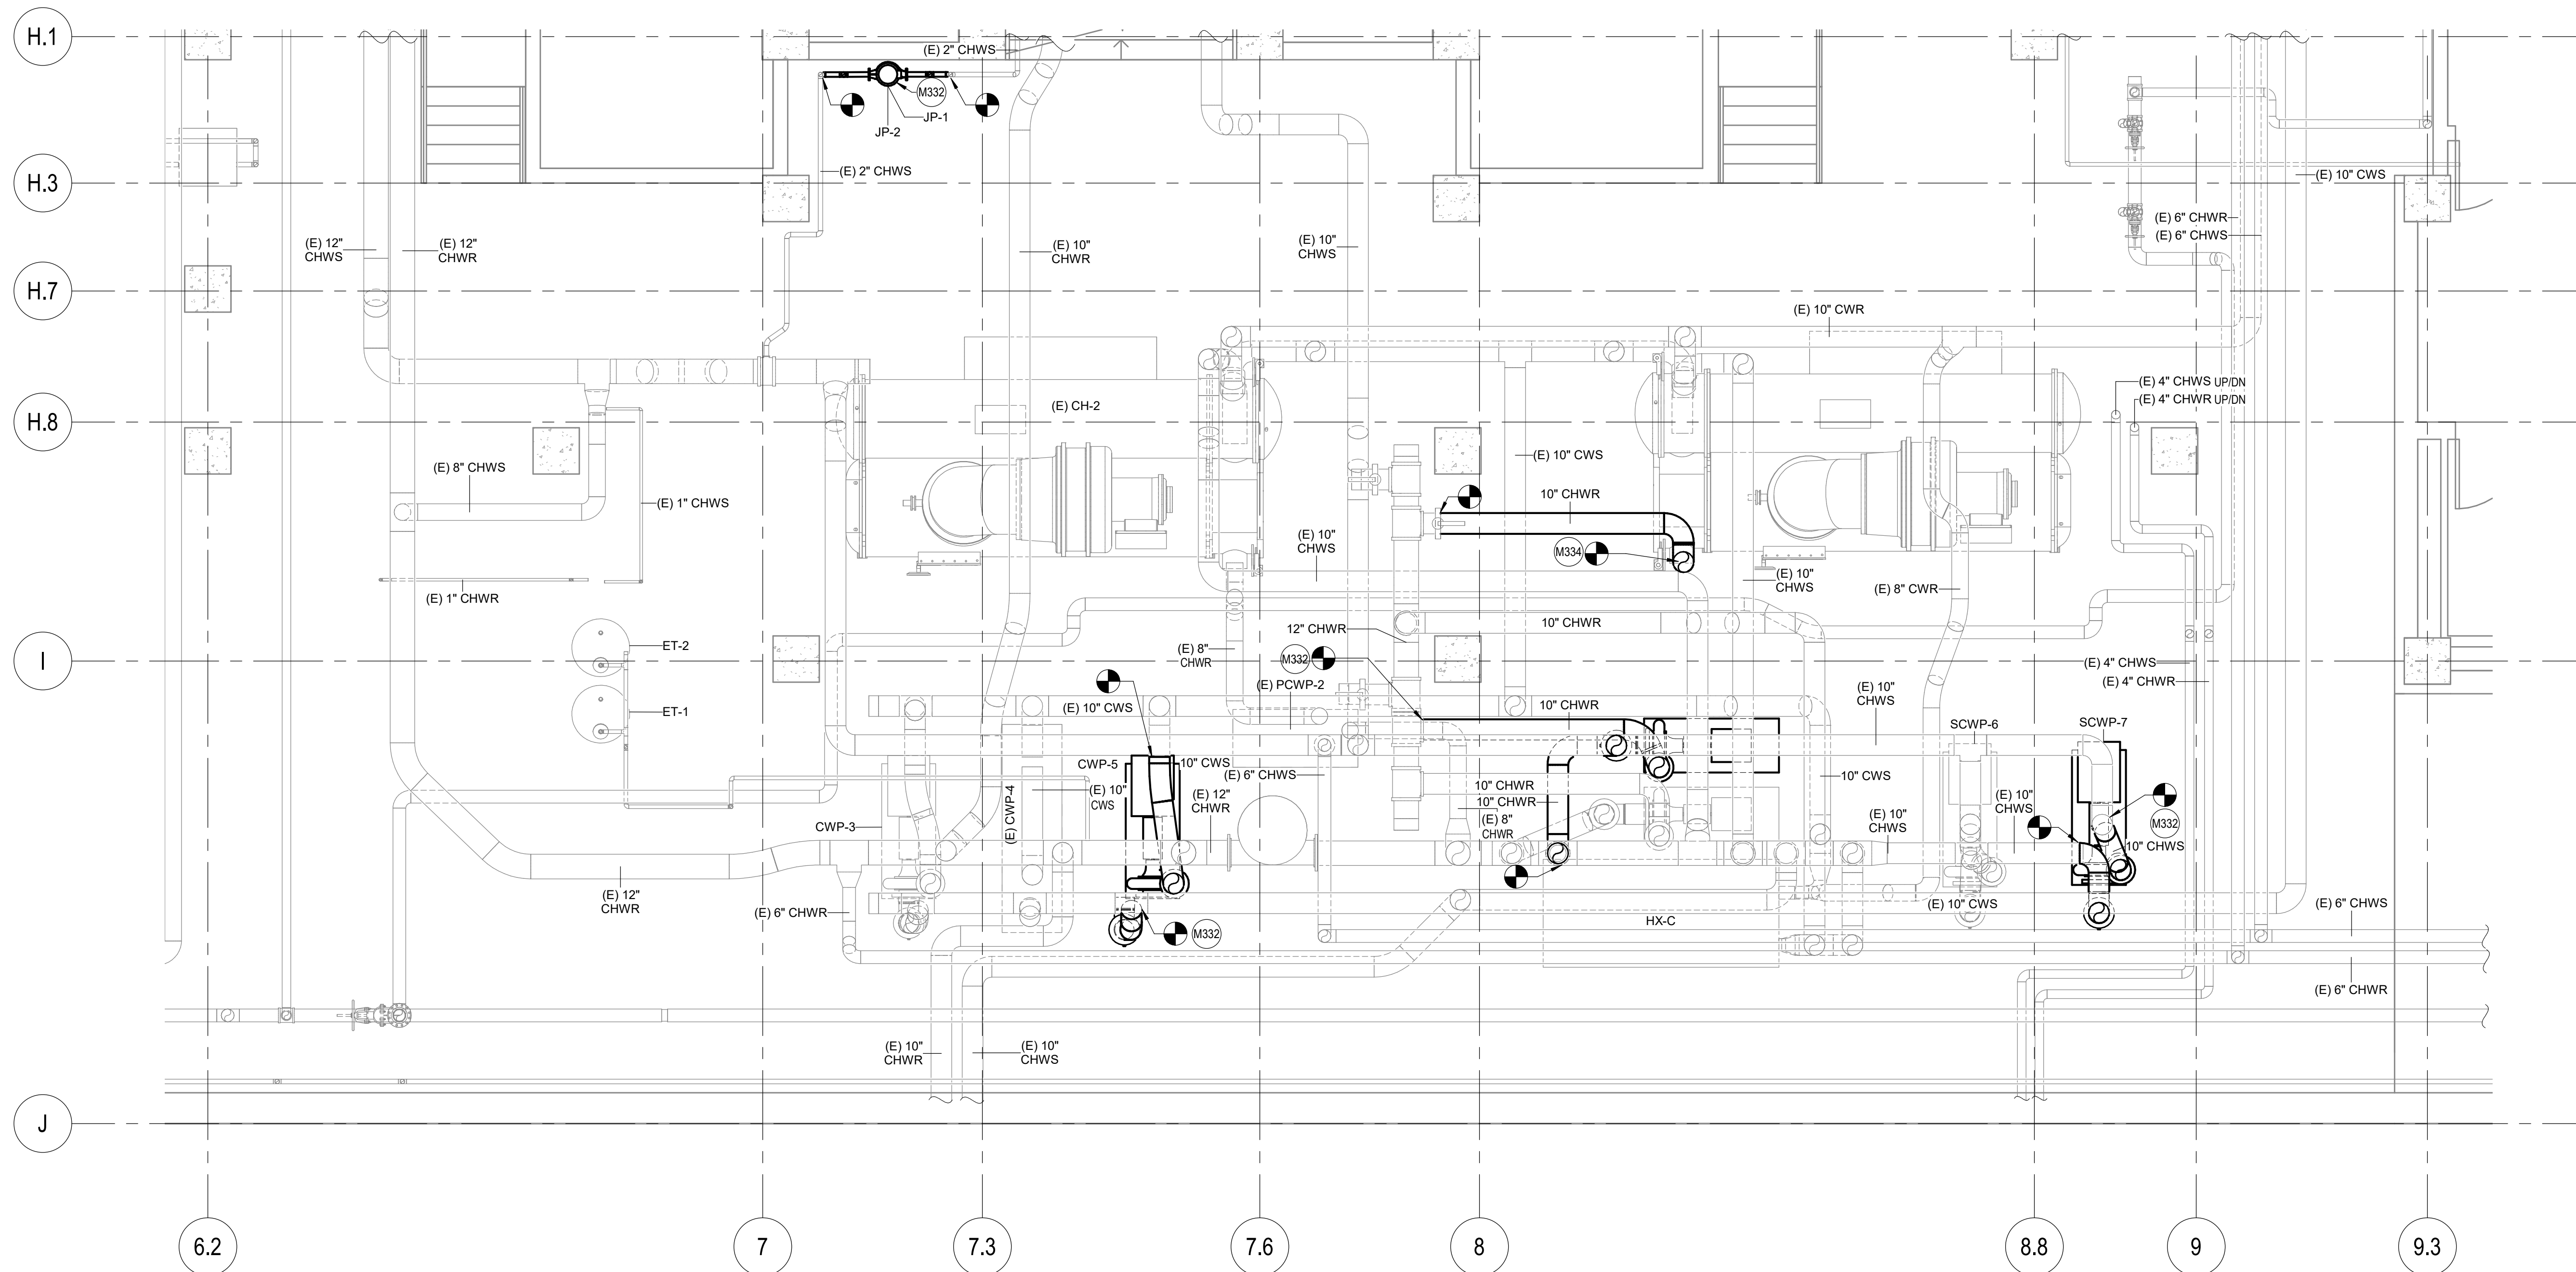 H.1
(E) 2" CHWS
M332
JP-1
JP-2
H.3
(E) 2" CHWS
(E) 10" CWS
(E) 6" CHWR
(E) 6" CHWS
(E) 12"
CHWS
(E) 12"
CHWR
(E) 10"
CHWR
(E) 10"
CHWS
H.7
(E) 10" CWR
(E) 4" CHWS UP/DN
(E) 4" CHWR UP/DN
(E) CH-2
H.8
(E) 8" CHWS
(E) 10" CWS
(E) 1" CHWS
10" CHWR
(E) 10"
CHWS
M334
(E) 10"
CHWS
(E) 8" CWR
(E) 1" CHWR
10" CHWR
12" CHWR
ET-2
(E) 8"
CHWR
M332
I
(E) 4" CHWS
(E) 4" CHWR
(E) PCWP-2
(E) 10"
CHWS
(E) 10" CWS
10" CHWR
ET-1
SCWP-6
SCWP-7
CWP-5
10" CWS
(E) 6" CHWS
10" CWS
10" CHWR
(E) 10"
CWS
(E) 12"
CHWR
10" CHWR
(E) 10"
CHWS
(E) CWP-4
(E) 8"
CHWR
(E) 10"
CHWS
M332
CWP-3
10" CHWS
(E) 12"
CHWR
(E) 6" CHWR
HX-C
(E) 10" CWS
(E) 6" CHWS
M332
(E) 6" CHWR
(E) 10"
CHWR
(E) 10"
CHWS
J
6.2
7
7.3
7.6
8
8.8
9
9.3